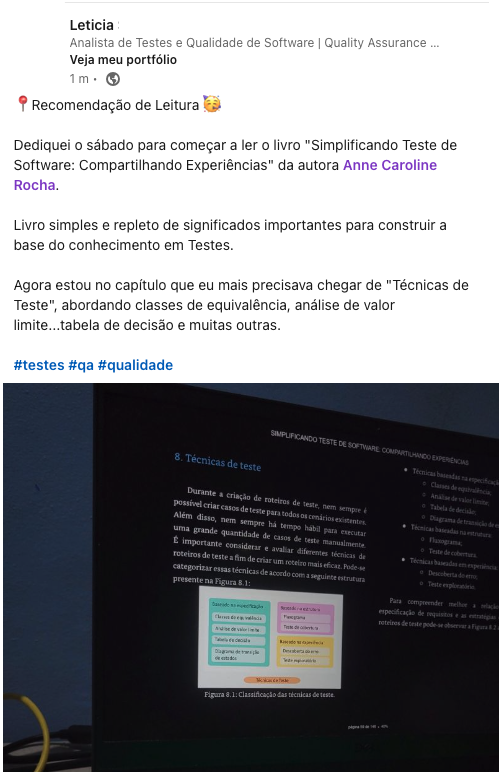 Leticia
Analista de Testes e Qualidade de Software | Quality Assurance ...
Veja meu portfólio
1 m •
📍Recomendação de Leitura 🥳
Dediquei o sábado para começar a ler o livro "Simplificando Teste de
Software: Compartilhando Experiências" da autora Anne Caroline
Rocha.
Livro simples e repleto de significados importantes para construir a
base do conhecimento em Testes.
Agora estou no capítulo que eu mais precisava chegar de "Técnicas de
Teste", abordando classes de equivalência, análise de valor
limite...tabela de decisão e muitas outras.
#testes #qa #qualidade
SIMPLIFICANDO TESTE DE SOFTWARE: COMPARTILHANDO EXPERIÊNCIAS
8. Técnicas de teste
Durante a criação de roteiros de teste, nem sempre é
possível criar casos de teste para todos os cenários existentes.
Além disso, nem sempre há tempo hábil para executar
uma grande quantidade de casos de teste manualmente.
É importante considerar e avaliar diferentes técnicas de
roteiros de teste a fim de criar um roteiro mais eficaz. Pode-se
categorizar essas técnicas de acordo com a seguinte estrutura
presente na Figura 8.1:
Baseado na especificação
Classes de equivalência
Análise de valor limite
Tabela de decisão
Diagrama de transição
de estados
Baseado na estrutura
Fluxograma
Teste de cobertura
Baseado na experiência
Descoberta do erro
Teste exploratório
Técnicas de Teste
Figura 8.1: Classificação das técnicas de teste.
• Técnicas baseadas na especificaçã
○ Classes de equivalência;
○ Análise de valor limite;
○ Tabela de decisão;
○ Diagrama de transição de e
• Técnicas baseadas na estrutura
○ Fluxograma;
○ Teste de cobertura
• Técnicas baseadas em experiência
○ Descoberta do erro;
○ Teste exploratório
Para compreender melhor a relação
especificação de requisitos e as estratégias
roteiros de teste pode-se observar a Figura 8.2